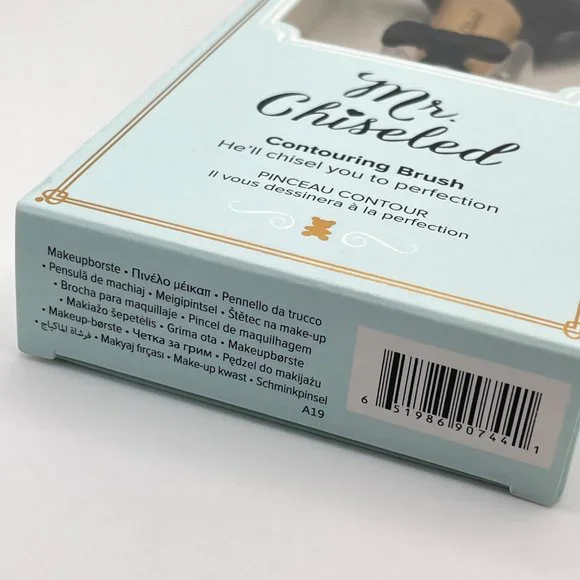 Mr.
Chiseled
Contouring Brush
He'll chisel you to perfection
PINCEAU CONTOUR
Il vous dessinera à la perfection
Makeupborste • Πινέλο μέικαπ • Pennello da trucco
• Pensulă de machiaj • Meigipintsel • Štětec na make-up
• Brocha para maquillaje • Pincel de maquilhagem
• Makiažo šepetėlis • Grima ota • Makeupbørste
• Makeup-børste • Четка за грим • Pędzel do makijażu
• فرشاة الماكياج • Makyaj fırçası • Make-up kwast • Schminkpinsel
A19
6 51986 90744 1